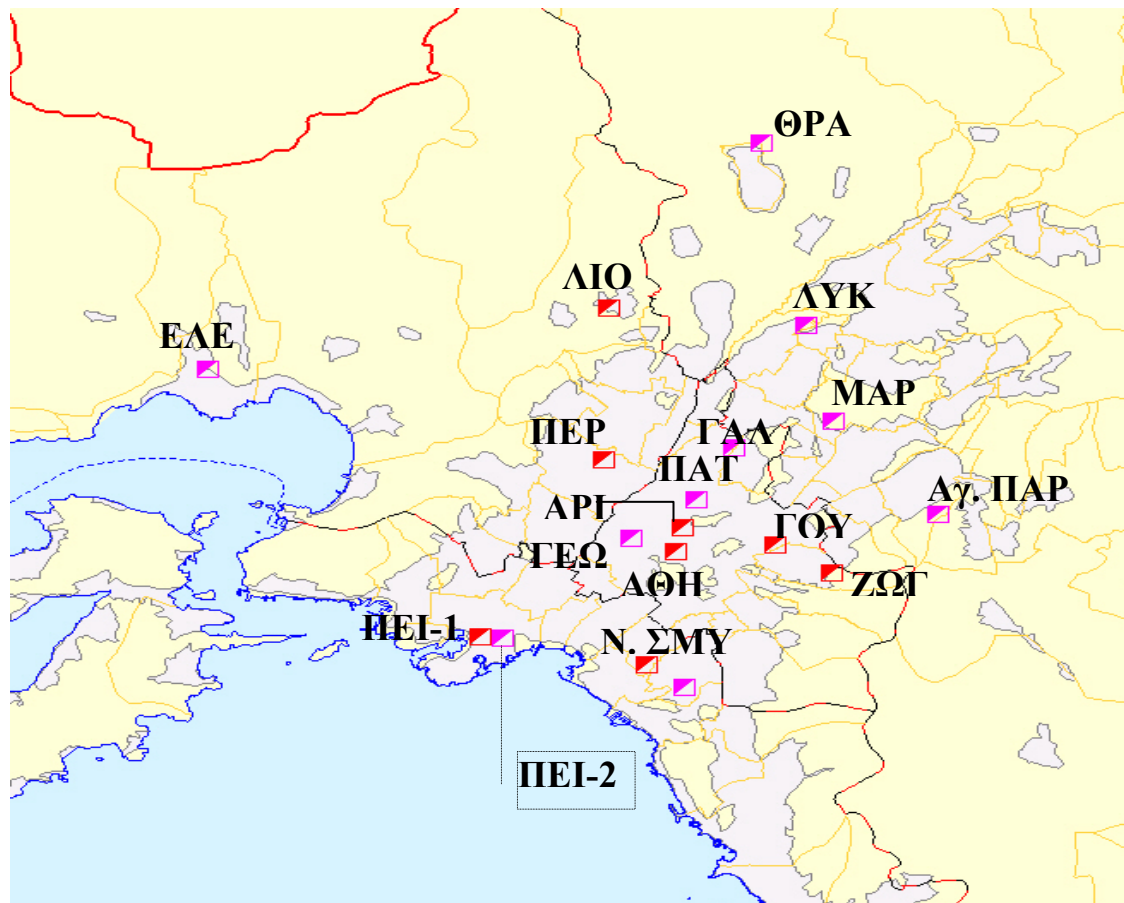 ΘΡΑ
ΛΙΟ
ΛΥΚ
ΕΛΕ
ΜΑΡ
ΠΕΡ
ΓΑΛ
ΠΑΤ
Αγ. ΠΑΡ
ΑΡΙ
ΓΟΥ
ΓΕΩ
ΑΘΗ
ΖΩΓ
ΠΕΙ-1
Ν. ΣΜΥ
ΠΕΙ-2